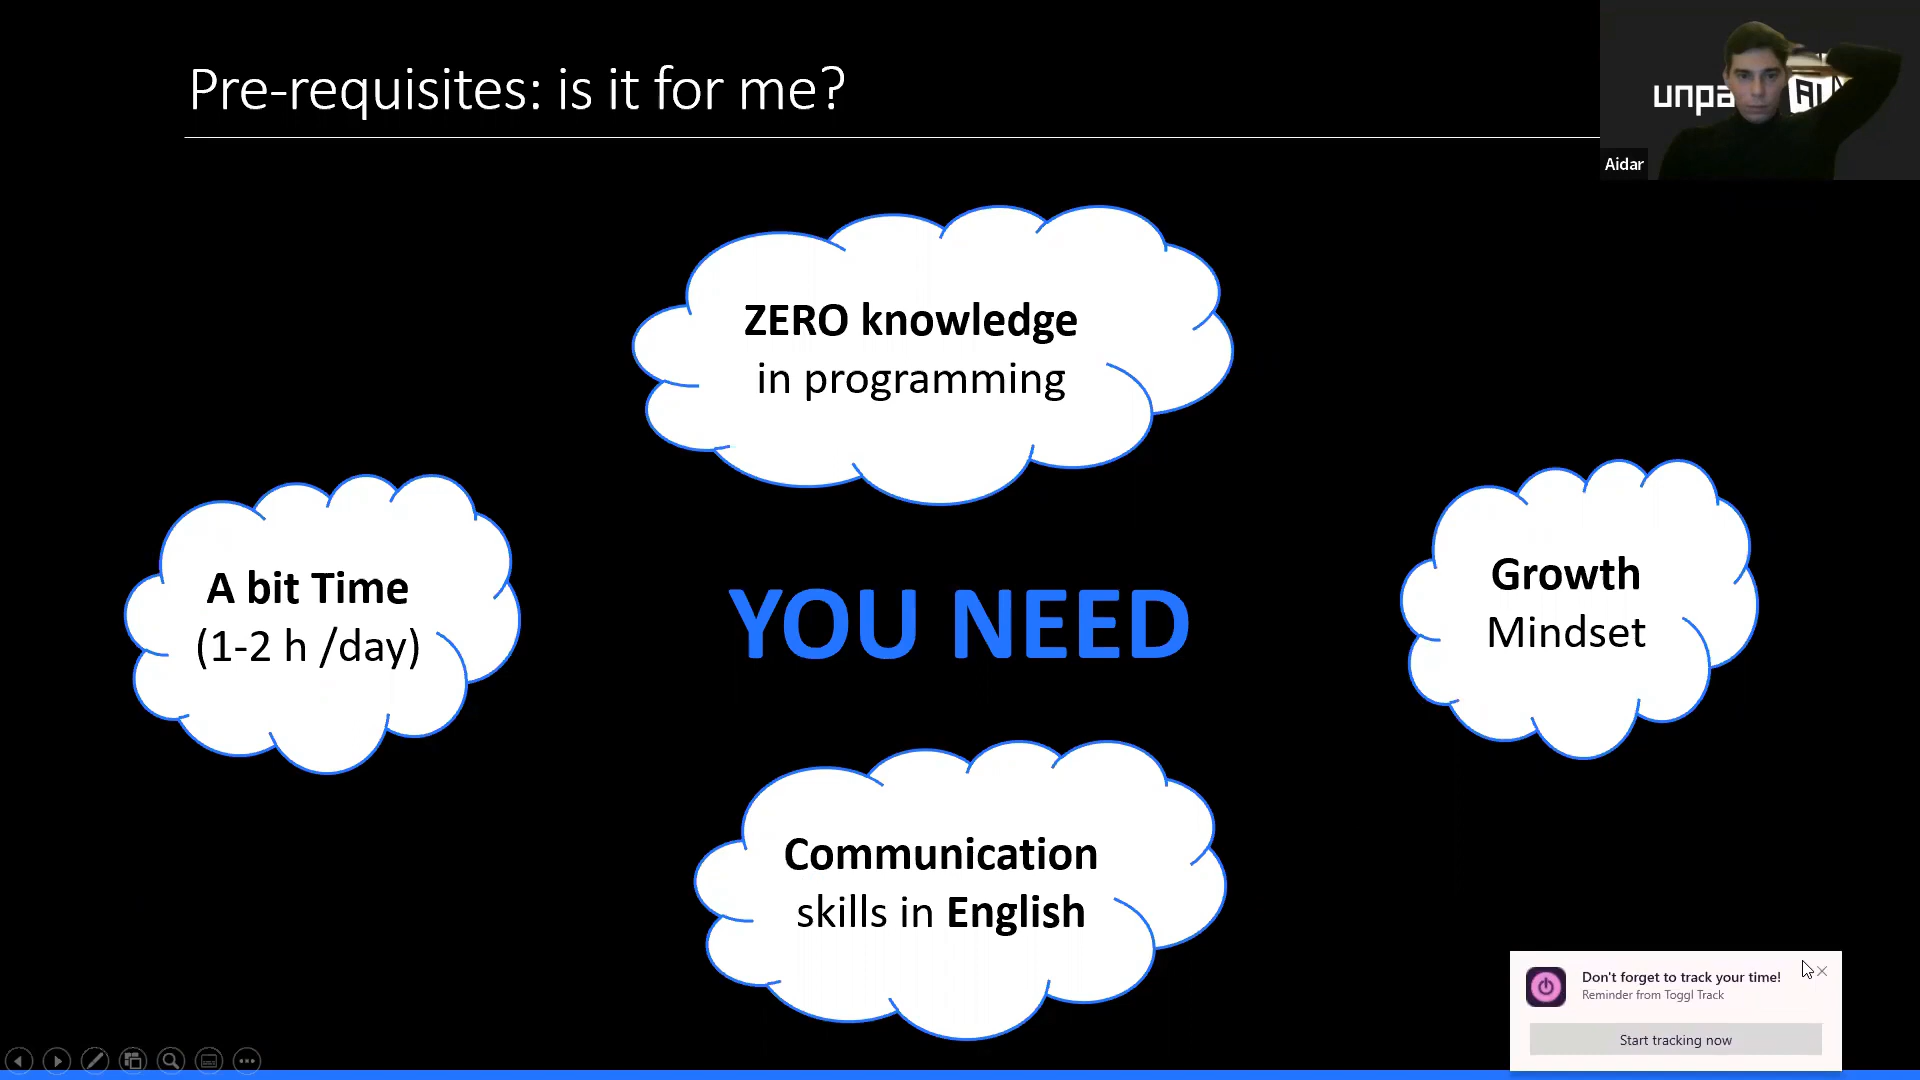 Pre-requisites: is it for me?
unpa
Aidar
ZERO knowledge
in programming
A bit Time
(1-2 h /day)
YOU NEED
Growth
Mindset
Communication
skills in English
Don't forget to track your time!
Reminder from Toggl Track
Start tracking now